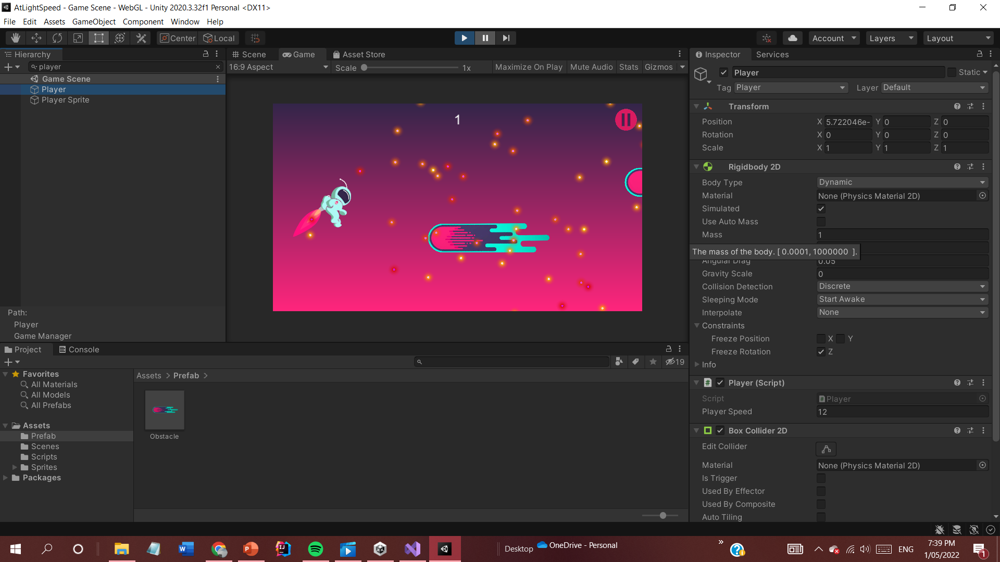 AtLightSpeed - Game Scene - WebGL - Unity 2020.3.32f1 Personal <DX11>
File Edit Assets GameObject Component Window Help
Center Local
Account Layers Layout
Hierarchy
player
Game Scene
Player
Player Sprite
Path:
Player
Game Manager
Scene Game Asset Store
16:9 Aspect Scale 1x Maximize On Play Mute Audio Stats Gizmos
1
Inspector Services
Player Static
Tag Player Layer Default
Transform
Position X 5.722046e- Y 0 Z 0
Rotation X 0 Y 0 Z 0
Scale X 1 Y 1 Z 1
Rigidbody 2D
Body Type Dynamic
Material None (Physics Material 2D)
Simulated
Use Auto Mass
Mass 1
The mass of the body. [ 0.0001, 1000000 ].
Angular Drag 0.05
Gravity Scale 0
Collision Detection Discrete
Sleeping Mode Start Awake
Interpolate None
Constraints
Freeze Position X Y
Freeze Rotation Z
Info
Player (Script)
Script Player
Player Speed 12
Box Collider 2D
Edit Collider
Material None (Physics Material 2D)
Is Trigger
Used By Effector
Used By Composite
Auto Tiling
Project Console
19
Favorites
All Materials
All Models
All Prefabs
Assets
Prefab
Scenes
Scripts
Sprites
Packages
Assets > Prefab >
Obstacle
Desktop OneDrive - Personal
ENG
7:39 PM
1/05/2022
1